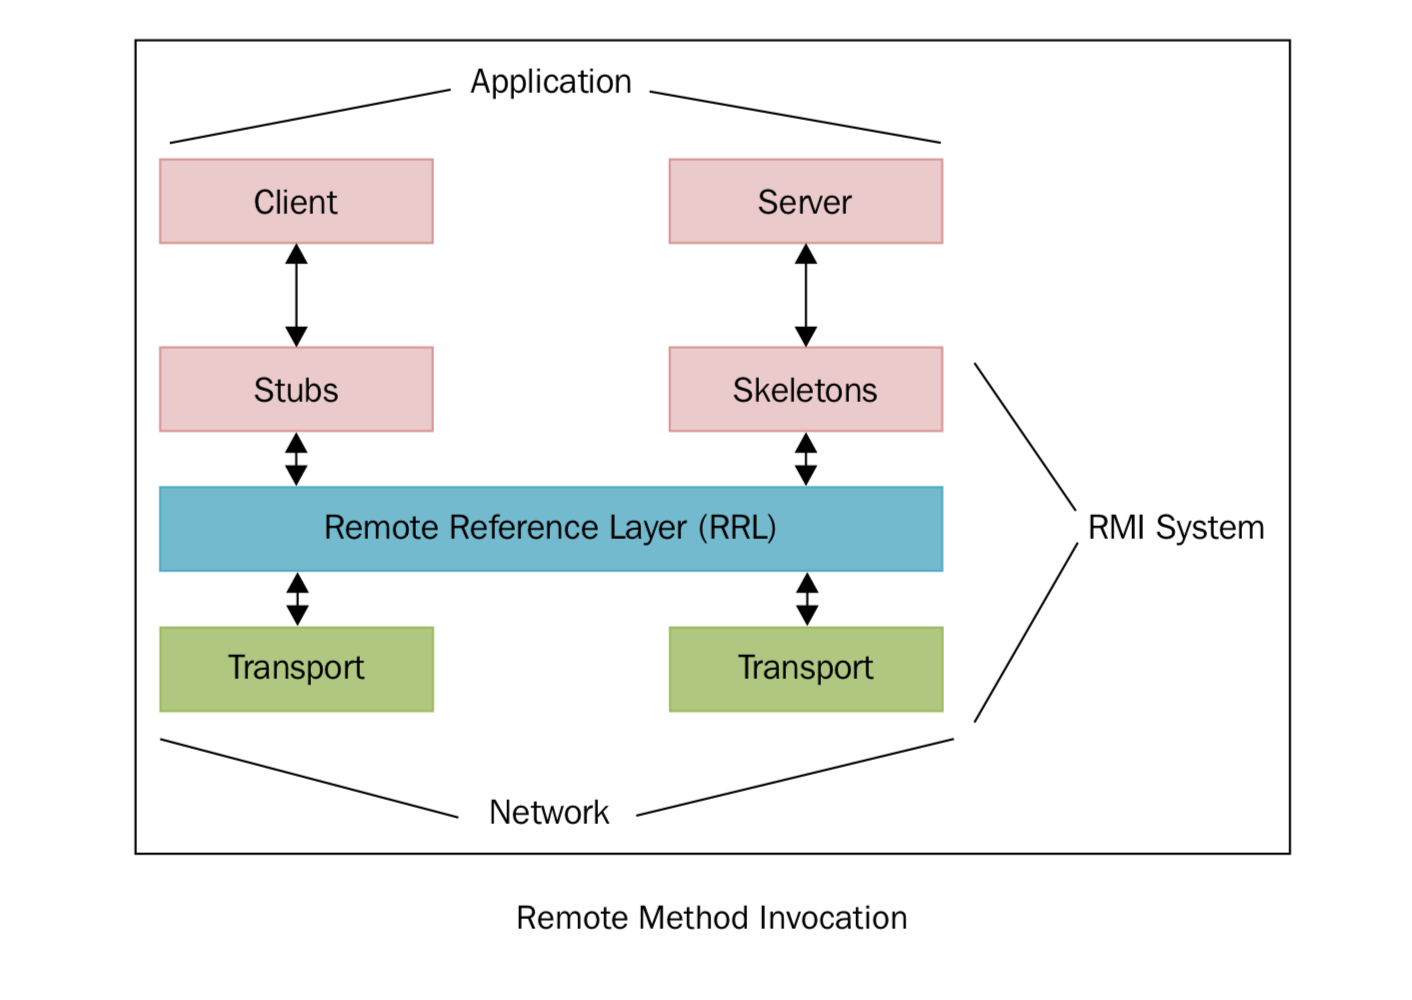 Application
Client
Server
Stubs
Skeletons
Remote Reference Layer (RRL)
RMI System
Transport
Transport
Network
Remote Method Invocation